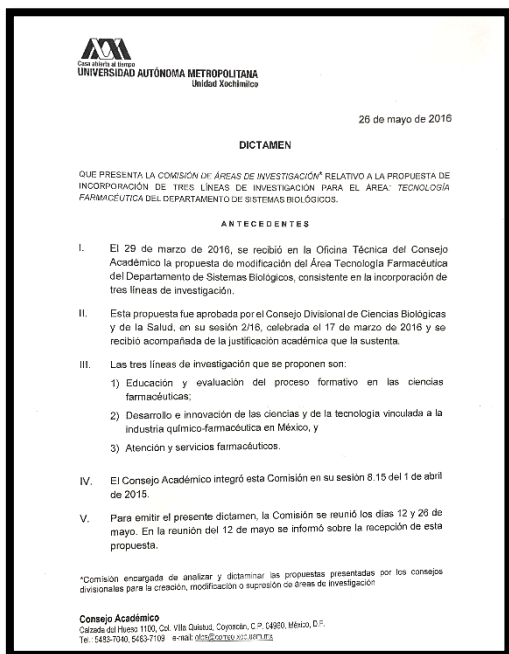 Casa abierta al tiempo
UNIVERSIDAD AUTÓNOMA METROPOLITANA
Unidad Xochimilco
26 de mayo de 2016
DICTAMEN
QUE PRESENTA LA COMISIÓN DE ÁREAS DE INVESTIGACIÓN* RELATIVO A LA PROPUESTA DE
INCORPORACIÓN DE TRES LÍNEAS DE INVESTIGACIÓN PARA EL ÁREA: TECNOLOGÍA
FARMACÉUTICA DEL DEPARTAMENTO DE SISTEMAS BIOLÓGICOS.
ANTECEDENTES
I. El 29 de marzo de 2016, se recibió en la Oficina Técnica del Consejo
Académico la propuesta de modificación del Área Tecnología Farmacéutica
del Departamento de Sistemas Biológicos, consistente en la incorporación de
tres líneas de investigación.
II. Esta propuesta fue aprobada por el Consejo Divisional de Ciencias Biológicas
y de la Salud, en su sesión 2/16, celebrada el 17 de marzo de 2016 y se
recibió acompañada de la justificación académica que la sustenta.
III. Las tres líneas de investigación que se proponen son:
1) Educación y evaluación del proceso formativo en las ciencias
farmacéuticas;
2) Desarrollo e innovación de las ciencias y de la tecnología vinculada a la
industria químico-farmacéutica en México, y
3) Atención y servicios farmacéuticos.
IV. El Consejo Académico integró esta Comisión en su sesión 8.15 del 1 de abril
de 2015.
V. Para emitir el presente dictamen, la Comisión se reunió los días 12 y 26 de
mayo. En la reunión del 12 de mayo se informó sobre la recepción de esta
propuesta.
*Comisión encargada de analizar y dictaminar las propuestas presentadas por los consejos
divisionales para la creación, modificación o supresión de áreas de investigación
Consejo Académico
Calzada del Hueso 1100, Col. Villa Quietud, Coyoacán, C.P. 04960, México, D.F.
Tel.: 5483-7040, 5483-7109 e-mail: